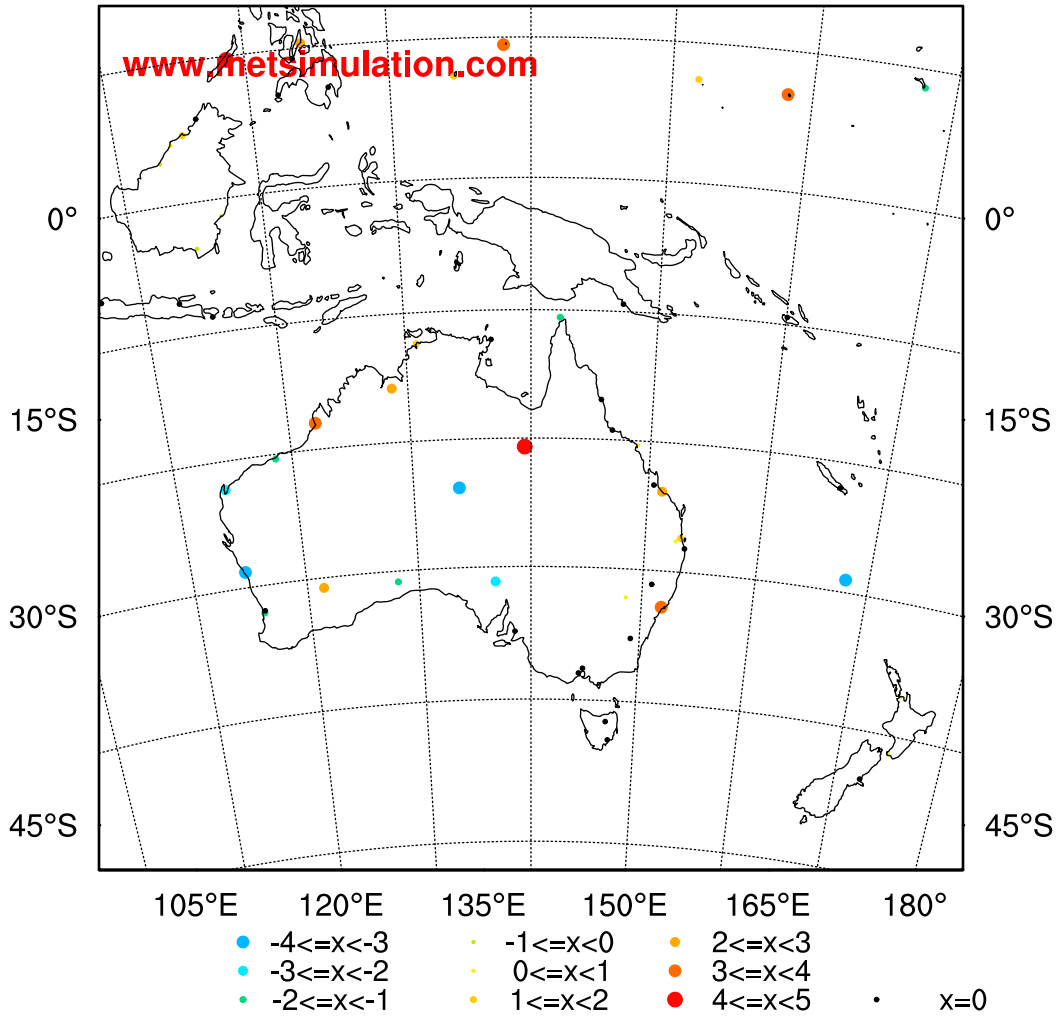 www.metsimulation.com
0° 0°
15°S 15°S
30°S 30°S
45°S 45°S
105°E 120°E 135°E 150°E 165°E 180°
-4<=x<-3 -1<=x<0 2<=x<3
-3<=x<-2 0<=x<1 3<=x<4
-2<=x<-1 1<=x<2 4<=x<5 x=0